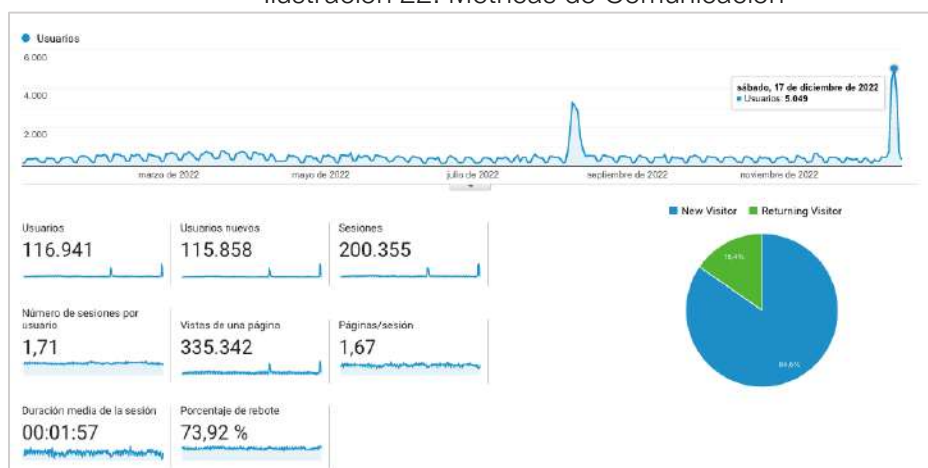 Ilustración 22. Métricas de Comunicación
Usuarios
6.000
4.000
2.000
sábado, 17 de diciembre de 2022
Usuarios: 5.049
marzo de 2022
mayo de 2022
julio de 2022
septiembre de 2022
noviembre de 2022
New Visitor
Returning Visitor
Usuarios
116.941
Usuarios nuevos
115.858
Sesiones
200.355
Número de sesiones por
usuario
1,71
Vistas de una página
335.342
Páginas/sesión
1,67
Duración media de la sesión
00:01:57
Porcentaje de rebote
73,92 %